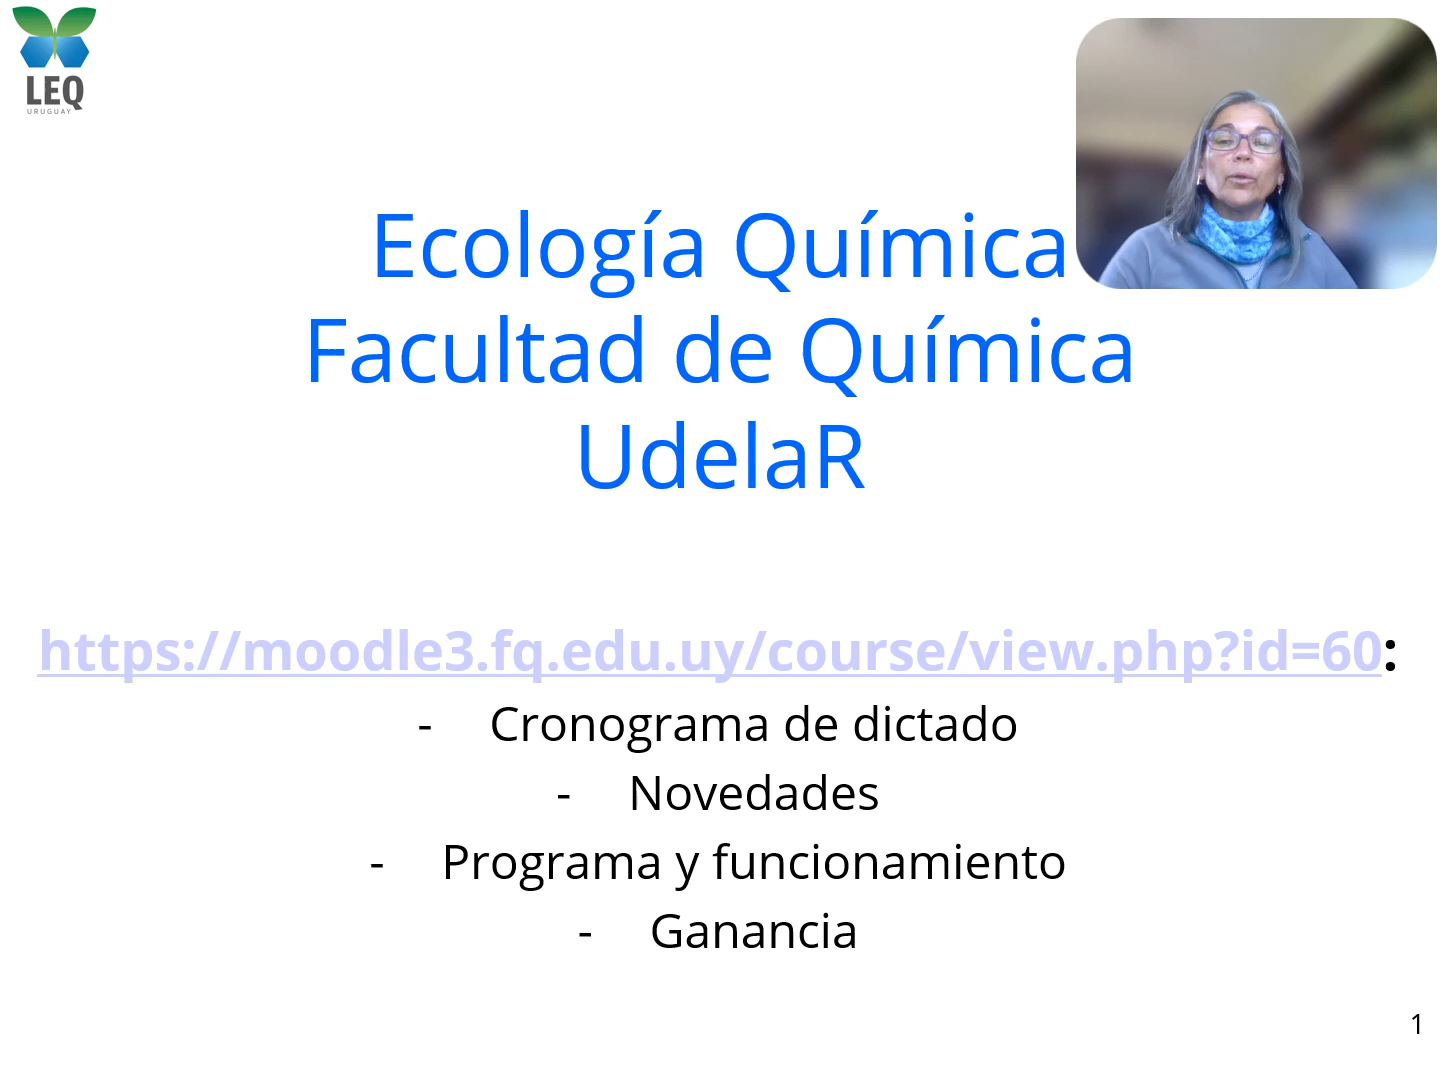 LEQ
URUGUAY
Ecología Química
Facultad de Química
UdelaR
https://moodle3.fq.edu.uy/course/view.php?id=60:
- Cronograma de dictado
- Novedades
- Programa y funcionamiento
- Ganancia
1